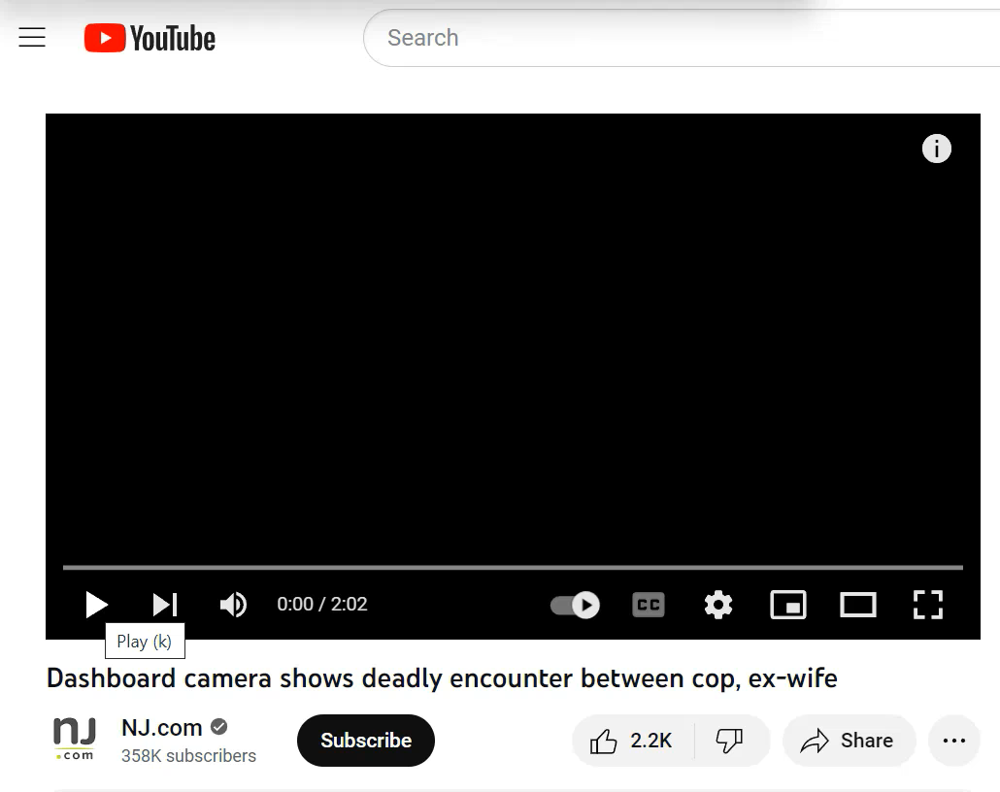 YouTube
Search
i
0:00 / 2:02
CC
Play (k)
Dashboard camera shows deadly encounter between cop, ex-wife
nj
.com
NJ.com
358K subscribers
Subscribe
2.2K
Share